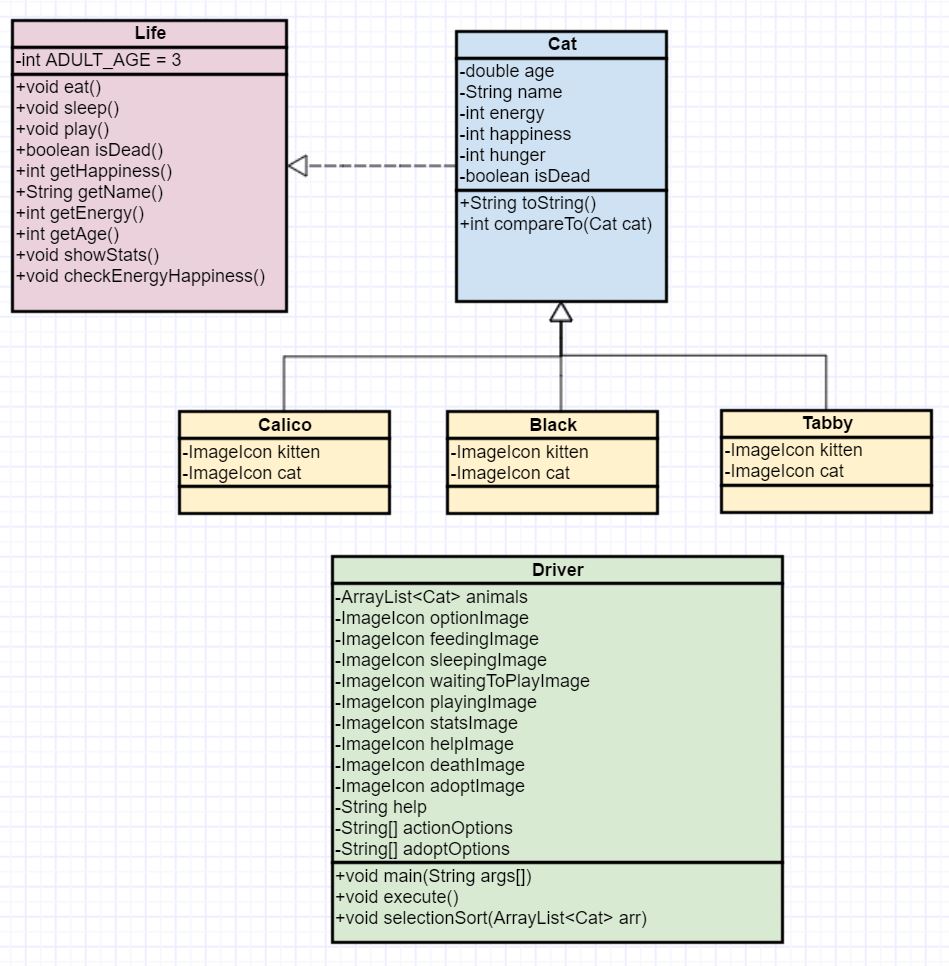 Life
-int ADULT_AGE = 3
+void eat()
+void sleep()
+void play()
+boolean isDead()
+int getHappiness()
+String getName()
+int getEnergy()
+int getAge()
+void showStats()
+void checkEnergyHappiness()
Cat
-double age
-String name
-int energy
-int happiness
-int hunger
-boolean isDead
+String toString()
+int compareTo(Cat cat)
Calico
-ImageIcon kitten
-ImageIcon cat
Black
-ImageIcon kitten
-ImageIcon cat
Tabby
-ImageIcon kitten
-ImageIcon cat
Driver
-ArrayList<Cat> animals
-ImageIcon optionImage
-ImageIcon feedingImage
-ImageIcon sleepingImage
-ImageIcon waitingToPlayImage
-ImageIcon playingImage
-ImageIcon statsImage
-ImageIcon helpImage
-ImageIcon deathImage
-ImageIcon adoptImage
-String help
-String[] actionOptions
-String[] adoptOptions
+void main(String args[])
+void execute()
+void selectionSort(ArrayList<Cat> arr)